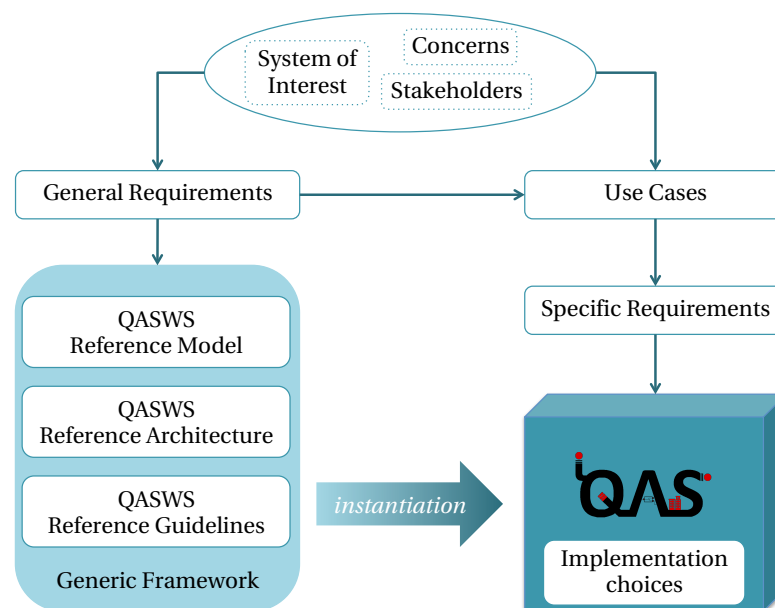 System of
Interest
Concerns
Stakeholders
General Requirements
Use Cases
QASWS
Reference Model
QASWS
Reference Architecture
QASWS
Reference Guidelines
Generic Framework
instantiation
Specific Requirements
iQAS
Implementation
choices